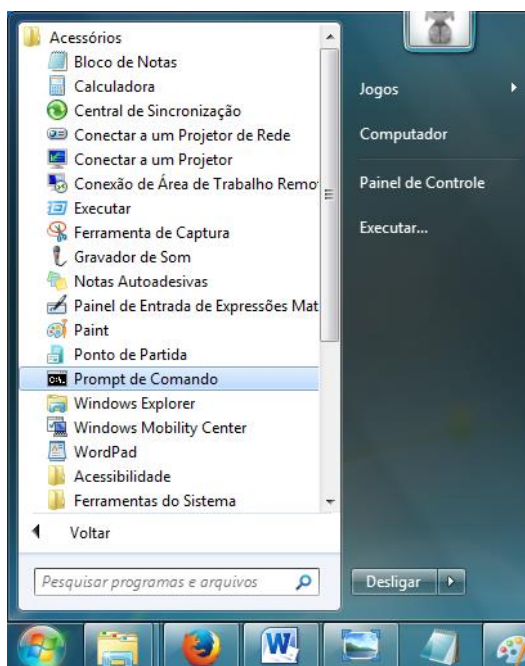 Acessórios
Bloco de Notas
Calculadora
Central de Sincronização
Conectar a um Projetor de Rede
Conectar a um Projetor
Conexão de Área de Trabalho Remo
Executar
Ferramenta de Captura
Gravador de Som
Notas Autoadesivas
Painel de Entrada de Expressões Mat
Paint
Ponto de Partida
Prompt de Comando
Windows Explorer
Windows Mobility Center
WordPad
Acessibilidade
Ferramentas do Sistema
Voltar
Pesquisar programas e arquivos
Jogos
Computador
Painel de Controle
Executar...
Desligar